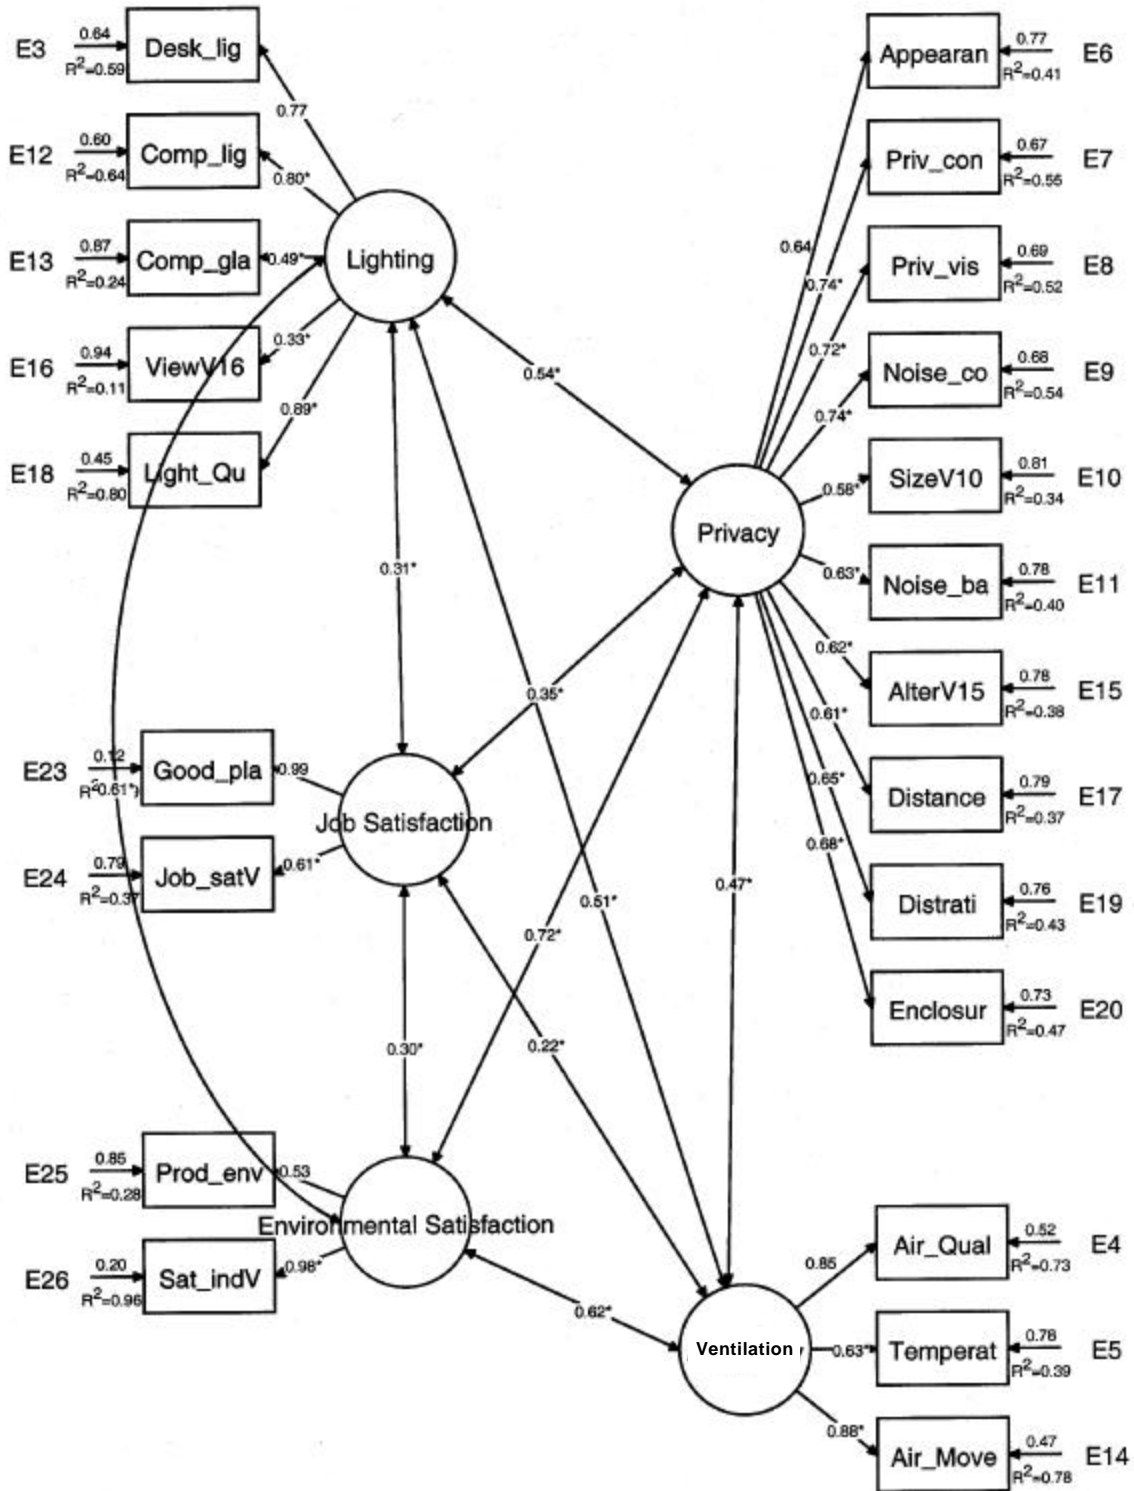 E3
0.64
R²=0.59
Desk_lig
0.77
E12
0.60
R²=0.64
Comp_lig
0.80*
E13
0.87
R²=0.24
Comp_gla
0.49*
E16
0.94
R²=0.11
ViewV16
0.33*
E18
0.45
R²=0.80
Light_Qu
0.89*
Lighting
0.54*
0.31*
0.77
R²=0.41
Appearan
E6
0.64
0.67
R²=0.55
Priv_con
E7
0.74*
0.69
R²=0.52
Priv_vis
E8
0.72*
0.68
R²=0.54
Noise_co
E9
0.74*
0.81
R²=0.34
SizeV10
E10
0.58*
Privacy
0.78
R²=0.40
Noise_ba
E11
0.63*
0.78
R²=0.38
AlterV15
E15
0.62*
0.79
R²=0.37
Distance
E17
0.61*
0.76
R²=0.43
Distrati
E19
0.65*
0.73
R²=0.47
Enclosur
E20
0.68*
0.35*
E23
0.12
0.61*
Good_pla
0.99
Job Satisfaction
E24
0.79
R²=0.37
Job_satV
0.61*
0.47*
0.51*
0.72*
0.30*
0.22*
E25
0.85
R²=0.28
Prod_env
0.53
Environmental Satisfaction
E26
0.20
R²=0.96
Sat_indV
0.98*
0.62*
Ventilation
0.85
Air_Qual
0.52
R²=0.73
E4
0.63*
Temperat
0.78
R²=0.39
E5
0.88*
Air_Move
0.47
R²=0.78
E14